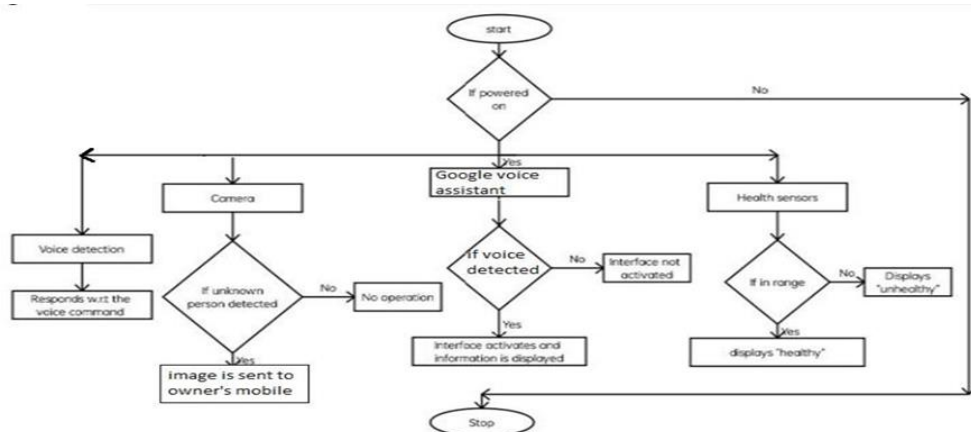 start
If powered
on
No
Yes
Google voice
assistant
Camera
Health sensors
Voice detection
If voice
detected
No
Interface not
activated
If unknown
person detected
No
No operation
If in range
No
Displays
"unhealthy"
Responds w.r.t the
voice command
Yes
Interface activates and
information is displayed
Yes
displays "healthy"
Yes
image is sent to
owner's mobile
Stop